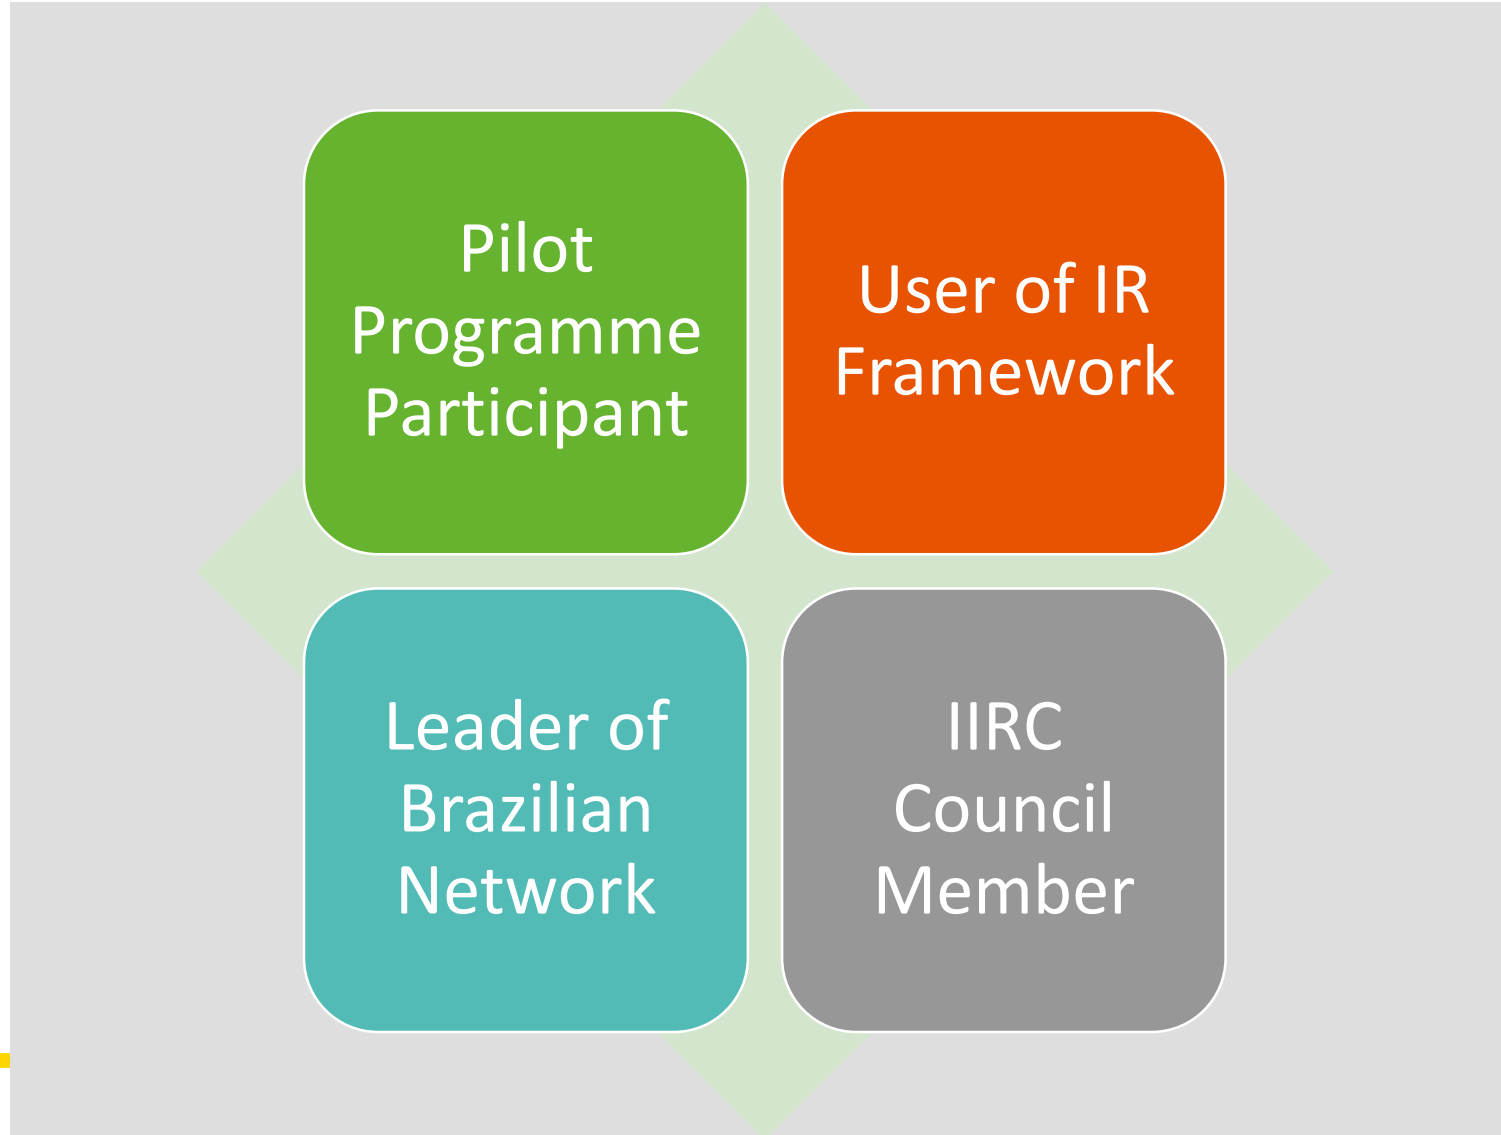 Pilot
Programme
Participant
User of IR
Framework
Leader of
Brazilian
Network
IIRC
Council
Member